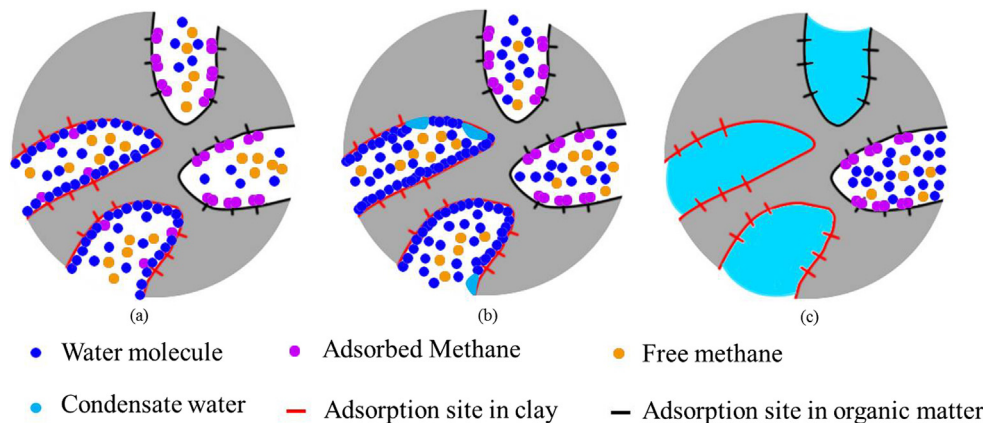 (a) (b) (c)
Water molecule Adsorbed Methane Free methane
Condensate water Adsorption site in clay Adsorption site in organic matter